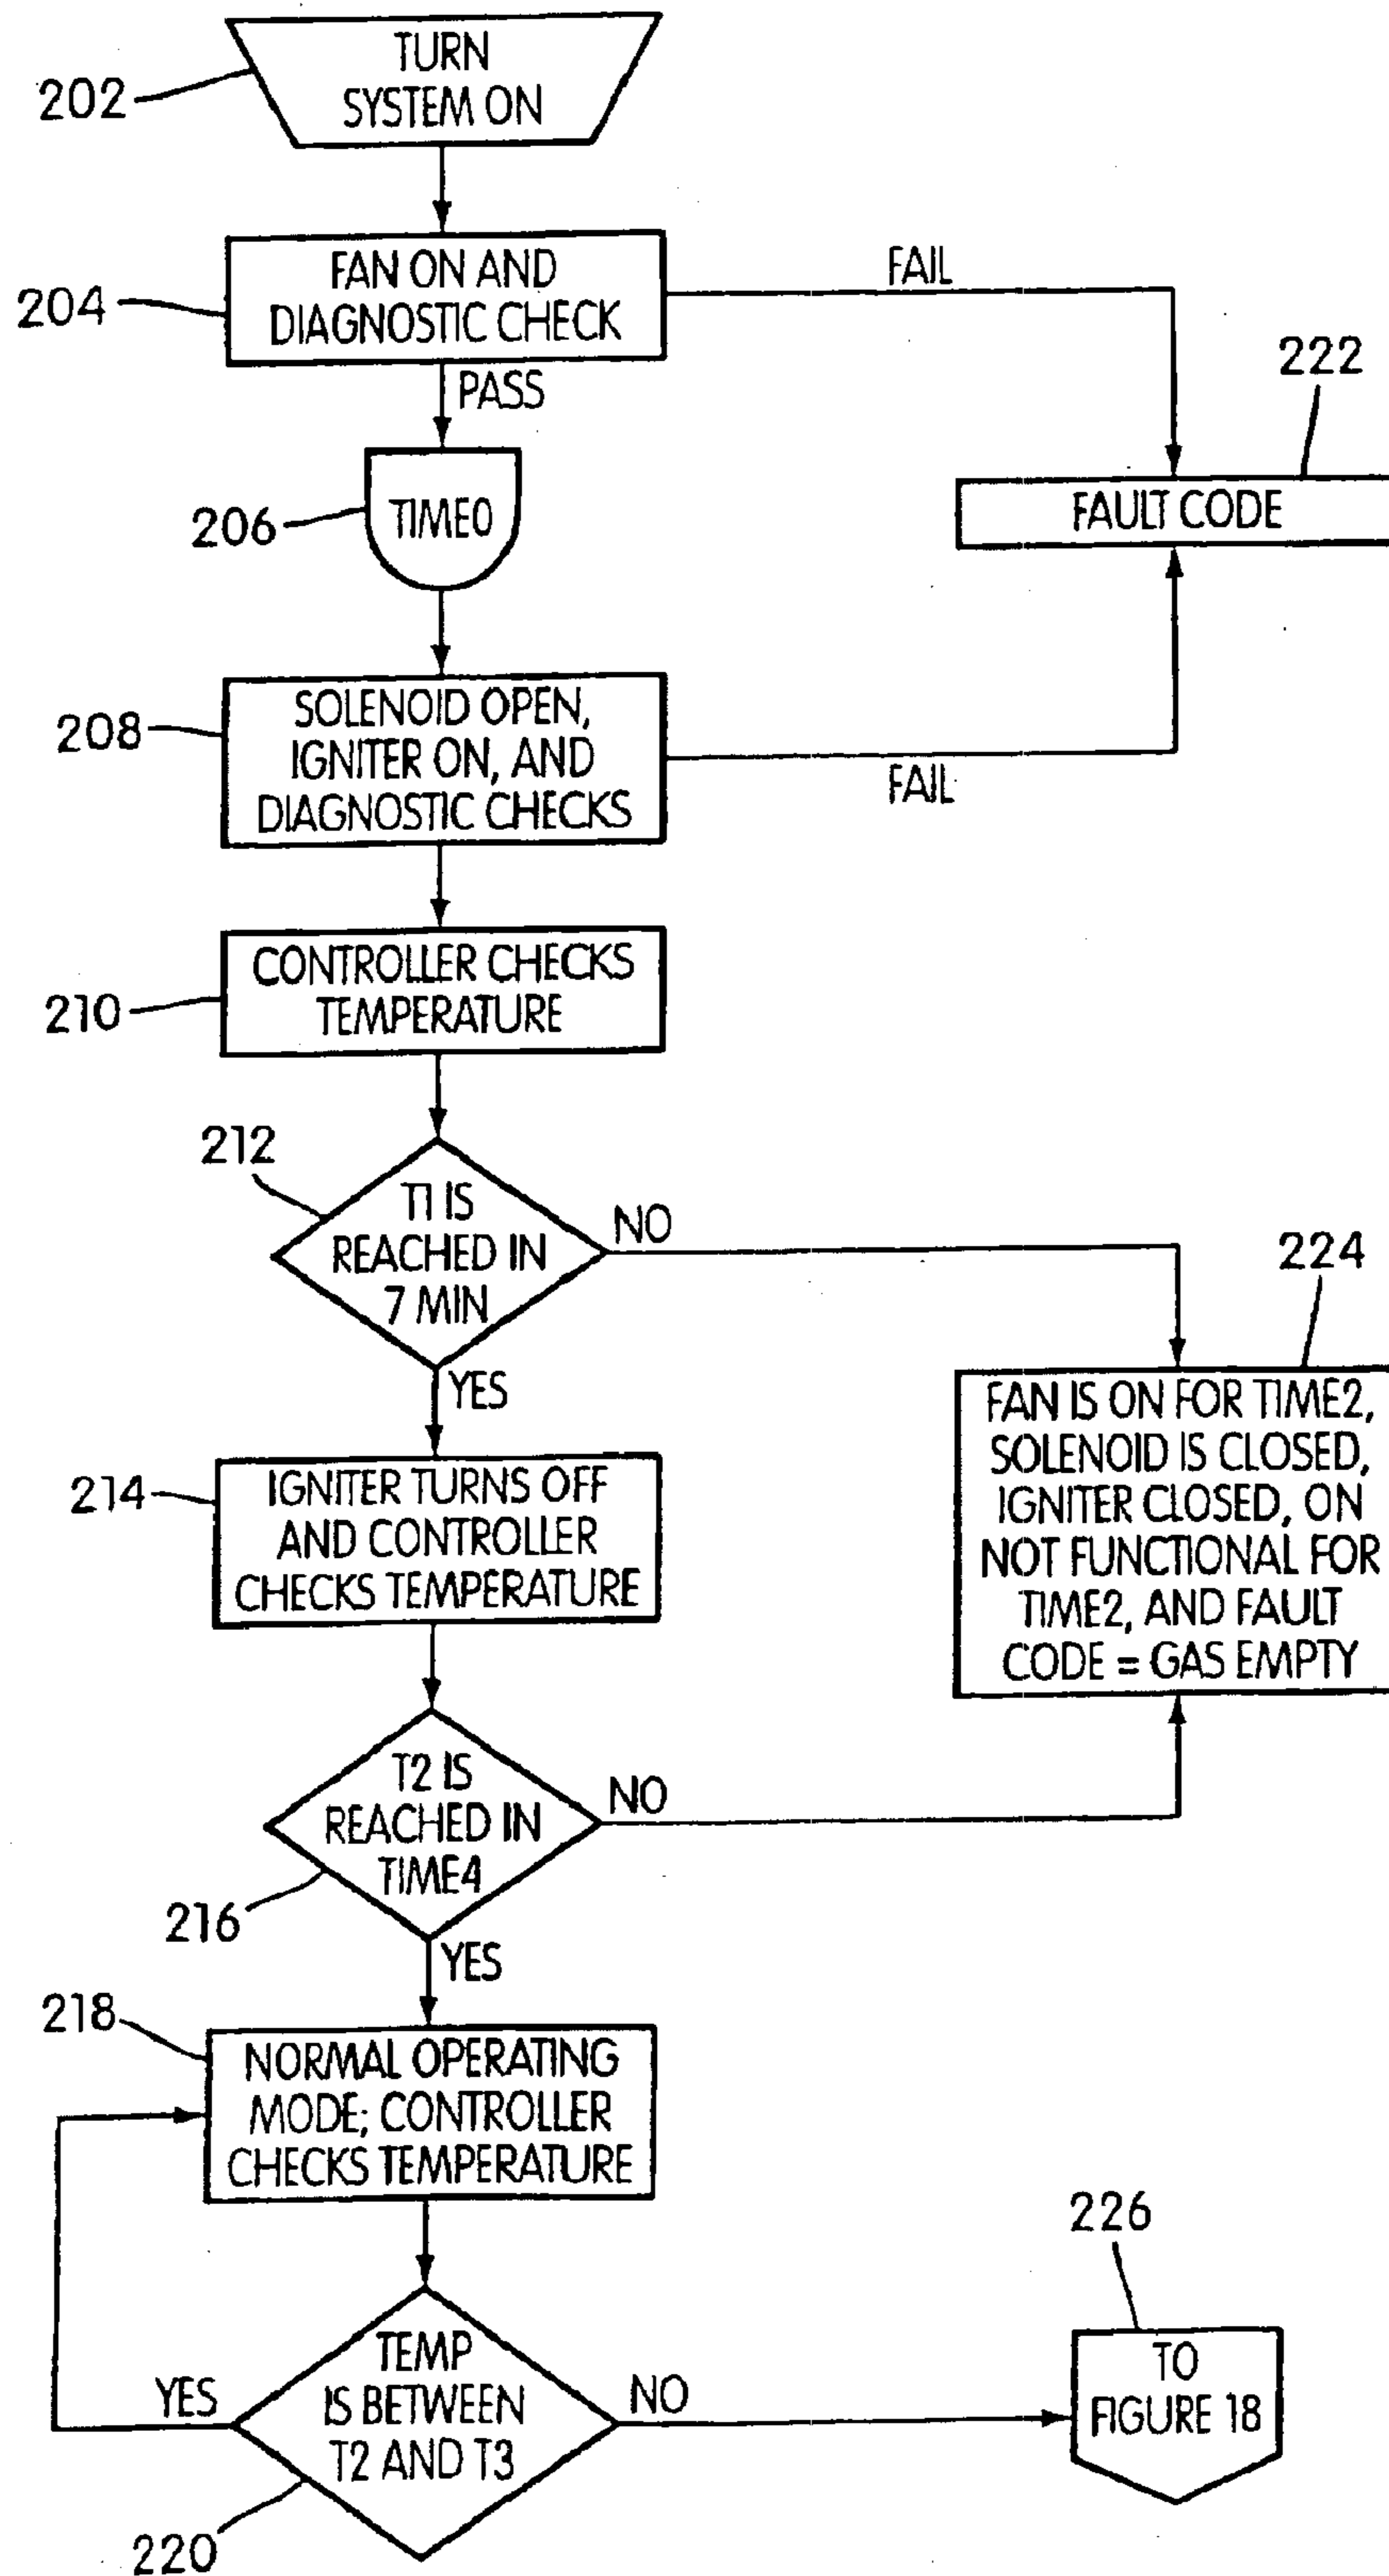 202
TURN
SYSTEM ON
204
FAN ON AND
DIAGNOSTIC CHECK
FAIL
PASS
222
FAULT CODE
206
TIME0
208
SOLENOID OPEN,
IGNITER ON, AND
DIAGNOSTIC CHECKS
FAIL
210
CONTROLLER CHECKS
TEMPERATURE
212
T1 IS
REACHED IN
7 MIN
NO
YES
224
FAN IS ON FOR TIME2,
SOLENOID IS CLOSED,
IGNITER CLOSED, ON
NOT FUNCTIONAL FOR
TIME2, AND FAULT
CODE = GAS EMPTY
214
IGNITER TURNS OFF
AND CONTROLLER
CHECKS TEMPERATURE
216
T2 IS
REACHED IN
TIME4
NO
YES
218
NORMAL OPERATING
MODE; CONTROLLER
CHECKS TEMPERATURE
220
TEMP
IS BETWEEN
T2 AND T3
YES
NO
226
TO
FIGURE 18